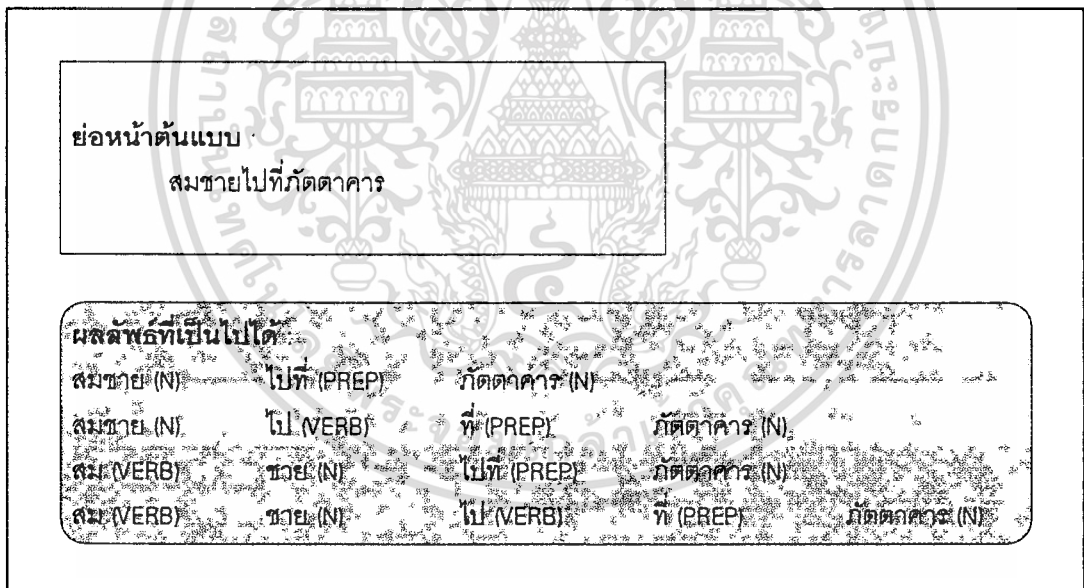 ย่อหน้าต้นแบบ
สมชายไปที่ภัตตาคาร
ผลลัพธ์ที่เป็นไปได้
สมชาย (N) ไปที่ (PREP) ภัตตาคาร (N)
สมชาย (N) ไป (VERB) ที่ (PREP) ภัตตาคาร (N)
สม (VERB) ชาย (N) ไปที่ (PREP) ภัตตาคาร (N)
สม (VERB) ชาย (N) ไป (VERB) ที่ (PREP) ภัตตาคาร (N)